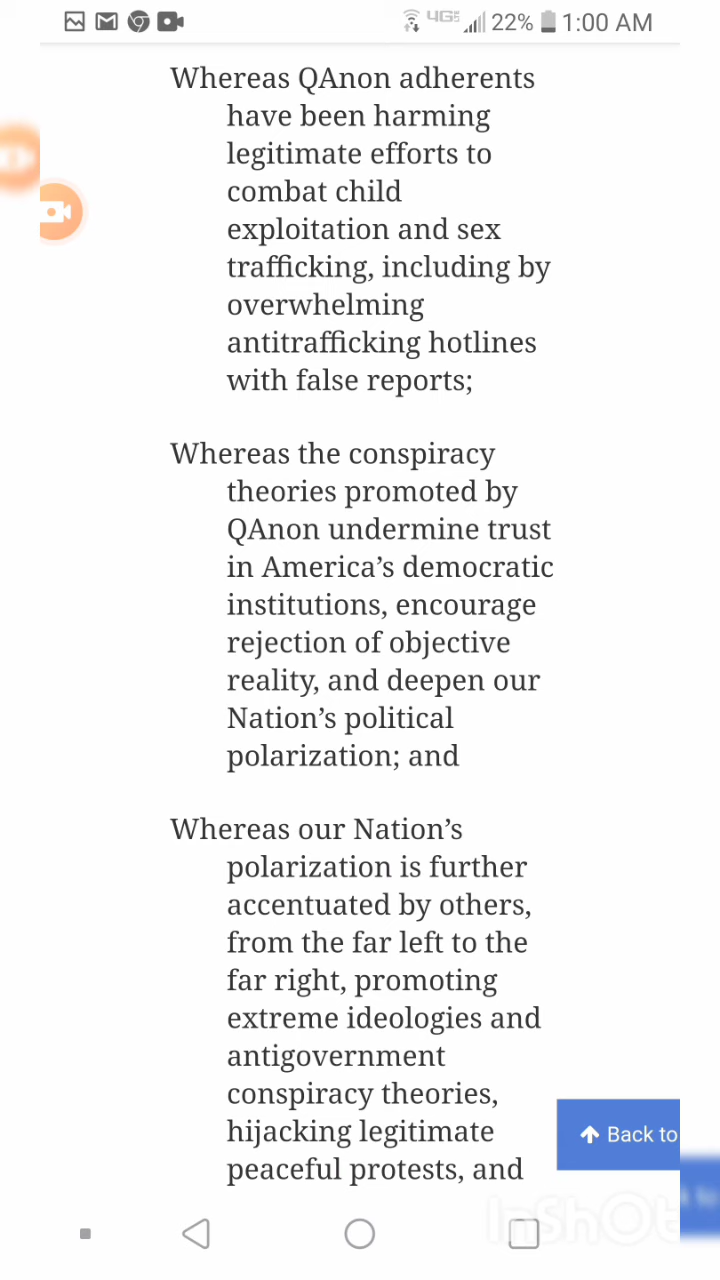 4GE 22% 1:00 AM
Whereas QAnon adherents
have been harming
legitimate efforts to
combat child
exploitation and sex
trafficking, including by
overwhelming
antitrafficking hotlines
with false reports;
Whereas the conspiracy
theories promoted by
QAnon undermine trust
in America’s democratic
institutions, encourage
rejection of objective
reality, and deepen our
Nation’s political
polarization; and
Whereas our Nation’s
polarization is further
accentuated by others,
from the far left to the
far right, promoting
extreme ideologies and
antigovernment
conspiracy theories,
hijacking legitimate
Back to
peaceful protests, and
InShOt